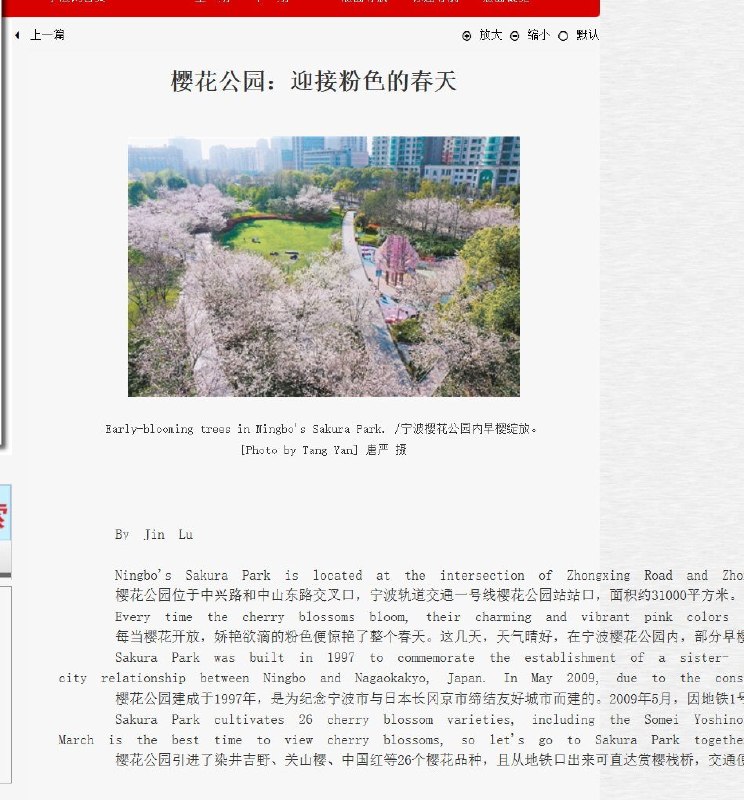 上一篇
放大 缩小 默认
樱花公园：迎接粉色的春天
Early-blooming trees in Ningbo's Sakura Park. /宁波樱花公园内早樱绽放。
[Photo by Tang Yan] 唐严 摄
By Jin Lu
Ningbo's Sakura Park is located at the intersection of Zhongxing Road and
樱花公园位于中兴路和中山东路交叉口，宁波轨道交通一号线樱花公园站站口，面积约31000平方米。
Every time the cherry blossoms bloom, their charming and vibrant pink colors
每当樱花开放，娇艳欲滴的粉色便惊艳了整个春天。这几天，天气晴好，在宁波樱花公园内，部分早樱
Sakura Park was built in 1997 to commemorate the establishment of a sister-
city relationship between Ningbo and Nagaokakyo, Japan. In May 2009, due to the
樱花公园建成于1997年，是为纪念宁波市与日本长冈京市缔结友好城市而建的。2009年5月，因地铁1号
Sakura Park cultivates 26 cherry blossom varieties, including the Somei Yoshino
March is the best time to view cherry blossoms, so let's go to Sakura Park
樱花公园引进了染井吉野、关山樱、中国红等26个樱花品种，且从地铁口出来可直达赏樱栈桥，交通便